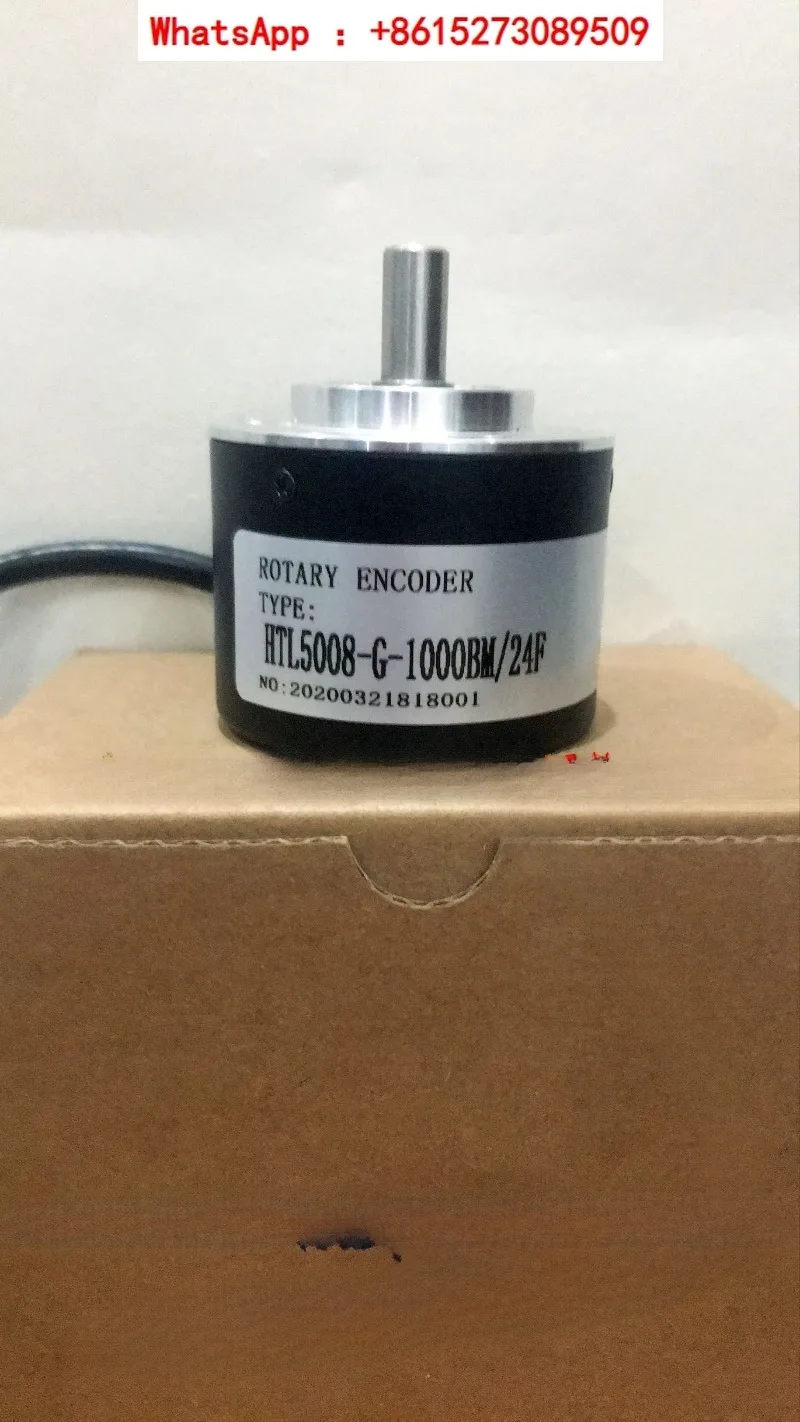 WhatsApp : +8615273089509
ROTARY ENCODER
TYPE:
HTL5008-G-1000BM/24F
NO:20200321818001